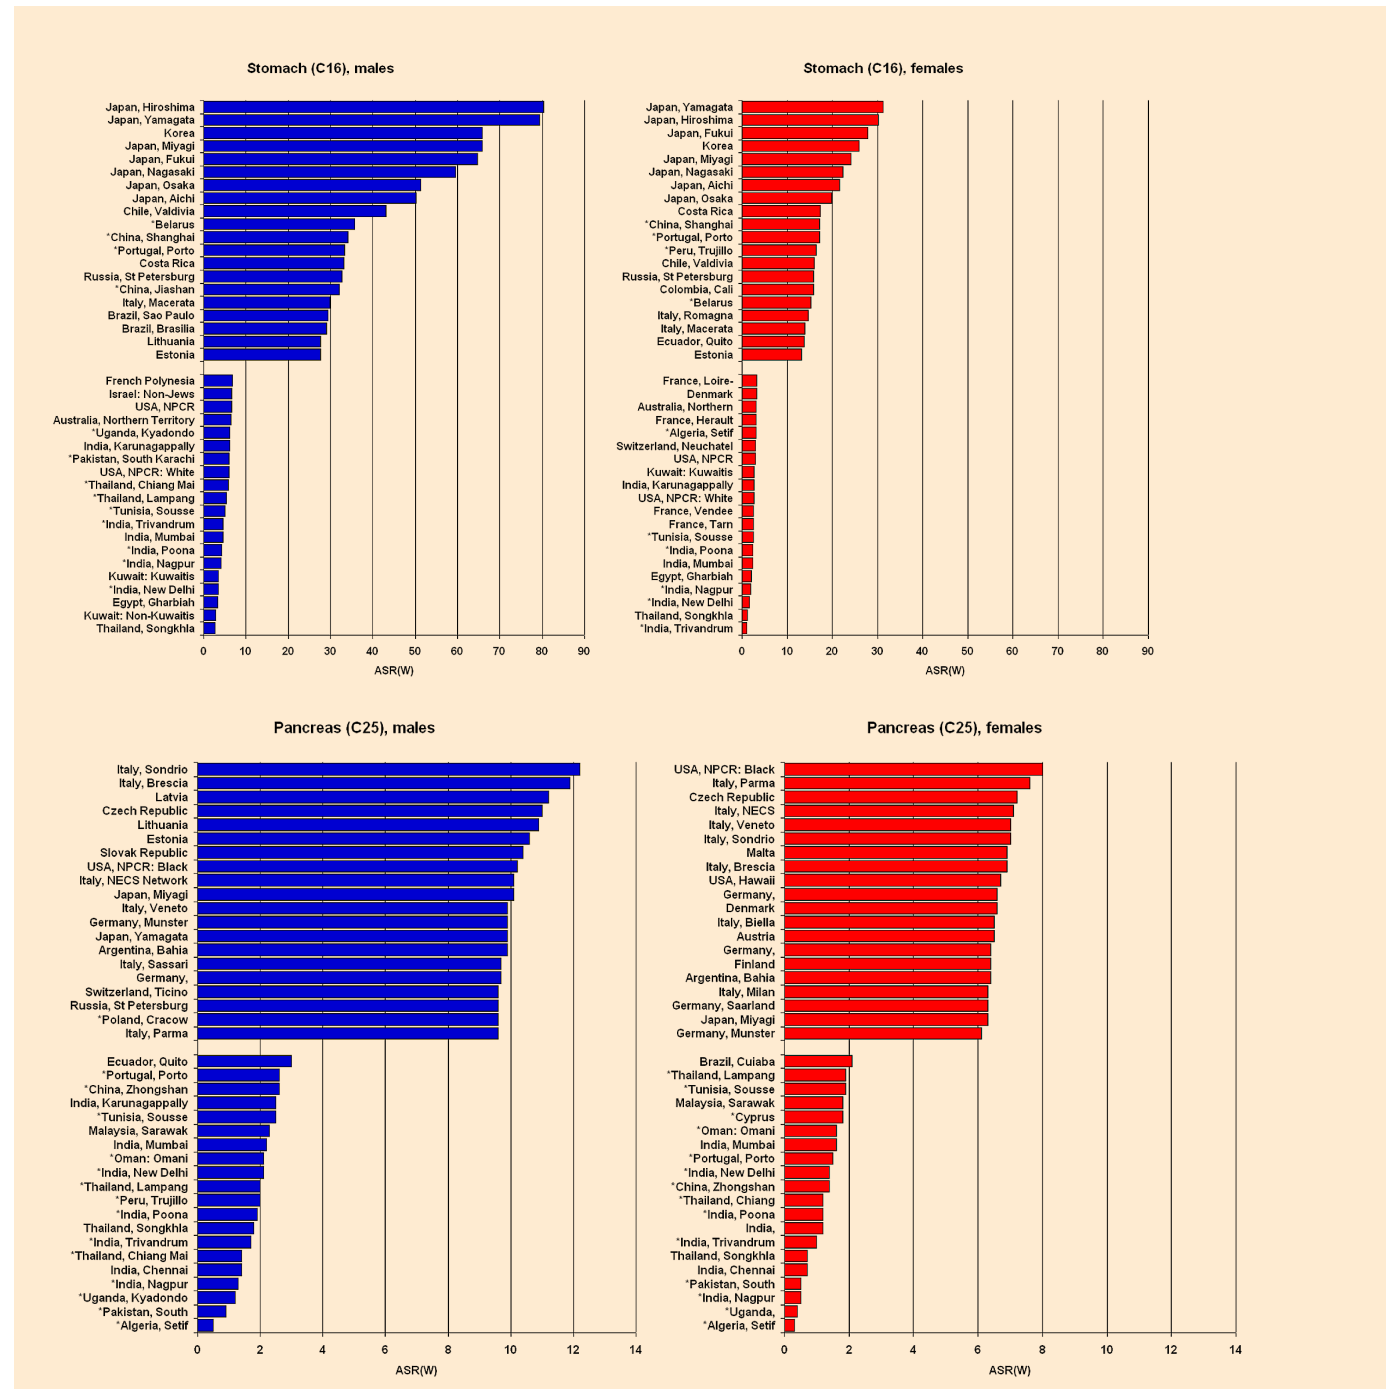 Stomach (C16), males
Japan, Hiroshima
Japan, Yamagata
Korea
Japan, Miyagi
Japan, Fukui
Japan, Nagasaki
Japan, Osaka
Japan, Aichi
Chile, Valdivia
*Belarus
*China, Shanghai
*Portugal, Porto
Costa Rica
Russia, St Petersburg
*China, Jiashan
Italy, Macerata
Brazil, Sao Paulo
Brazil, Brasilia
Lithuania
Estonia
French Polynesia
Israel: Non-Jews
USA, NPCR
Australia, Northern Territory
*Uganda, Kyadondo
India, Karunagappally
*Pakistan, South Karachi
USA, NPCR: White
*Thailand, Chiang Mai
*Thailand, Lampang
*Tunisia, Sousse
*India, Trivandrum
India, Mumbai
*India, Poona
*India, Nagpur
Kuwait: Kuwaitis
*India, New Delhi
Egypt, Gharbiah
Kuwait: Non-Kuwaitis
Thailand, Songkhla
0 10 20 30 40 50 60 70 80 90
ASR(W)
Stomach (C16), females
Japan, Yamagata
Japan, Hiroshima
Japan, Fukui
Korea
Japan, Miyagi
Japan, Nagasaki
Japan, Aichi
Japan, Osaka
Costa Rica
*China, Shanghai
*Portugal, Porto
*Peru, Trujillo
Chile, Valdivia
Russia, St Petersburg
Colombia, Cali
*Belarus
Italy, Romagna
Italy, Macerata
Ecuador, Quito
Estonia
France, Loire-
Denmark
Australia, Northern
France, Herault
*Algeria, Setif
Switzerland, Neuchatel
USA, NPCR
Kuwait: Kuwaitis
India, Karunagappally
USA, NPCR: White
France, Vendee
France, Tarn
*Tunisia, Sousse
*India, Poona
India, Mumbai
Egypt, Gharbiah
*India, Nagpur
*India, New Delhi
Thailand, Songkhla
*India, Trivandrum
0 10 20 30 40 50 60 70 80 90
ASR(W)
Pancreas (C25), males
Italy, Sondrio
Italy, Brescia
Latvia
Czech Republic
Lithuania
Estonia
Slovak Republic
USA, NPCR: Black
Italy, NECS Network
Japan, Miyagi
Italy, Veneto
Germany, Munster
Japan, Yamagata
Argentina, Bahia
Italy, Sassari
Germany,
Switzerland, Ticino
Russia, St Petersburg
*Poland, Cracow
Italy, Parma
Ecuador, Quito
*Portugal, Porto
*China, Zhongshan
India, Karunagappally
*Tunisia, Sousse
Malaysia, Sarawak
India, Mumbai
*Oman: Omani
*India, New Delhi
*Thailand, Lampang
*Peru, Trujillo
*India, Poona
Thailand, Songkhla
*India, Trivandrum
*Thailand, Chiang Mai
India, Chennai
*India, Nagpur
*Uganda, Kyadondo
*Pakistan, South
*Algeria, Setif
0 2 4 6 8 10 12 14
ASR(W)
Pancreas (C25), females
USA, NPCR: Black
Italy, Parma
Czech Republic
Italy, NECS
Italy, Veneto
Italy, Sondrio
Malta
Italy, Brescia
USA, Hawaii
Germany,
Denmark
Italy, Biella
Austria
Germany,
Finland
Argentina, Bahia
Italy, Milan
Germany, Saarland
Japan, Miyagi
Germany, Munster
Brazil, Cuiaba
*Thailand, Lampang
*Tunisia, Sousse
Malaysia, Sarawak
*Cyprus
*Oman: Omani
India, Mumbai
*Portugal, Porto
*India, New Delhi
*China, Zhongshan
*Thailand, Chiang
*India, Poona
India,
*India, Trivandrum
Thailand, Songkhla
India, Chennai
*Pakistan, South
*India, Nagpur
*Uganda,
*Algeria, Setif
0 2 4 6 8 10 12 14
ASR(W)